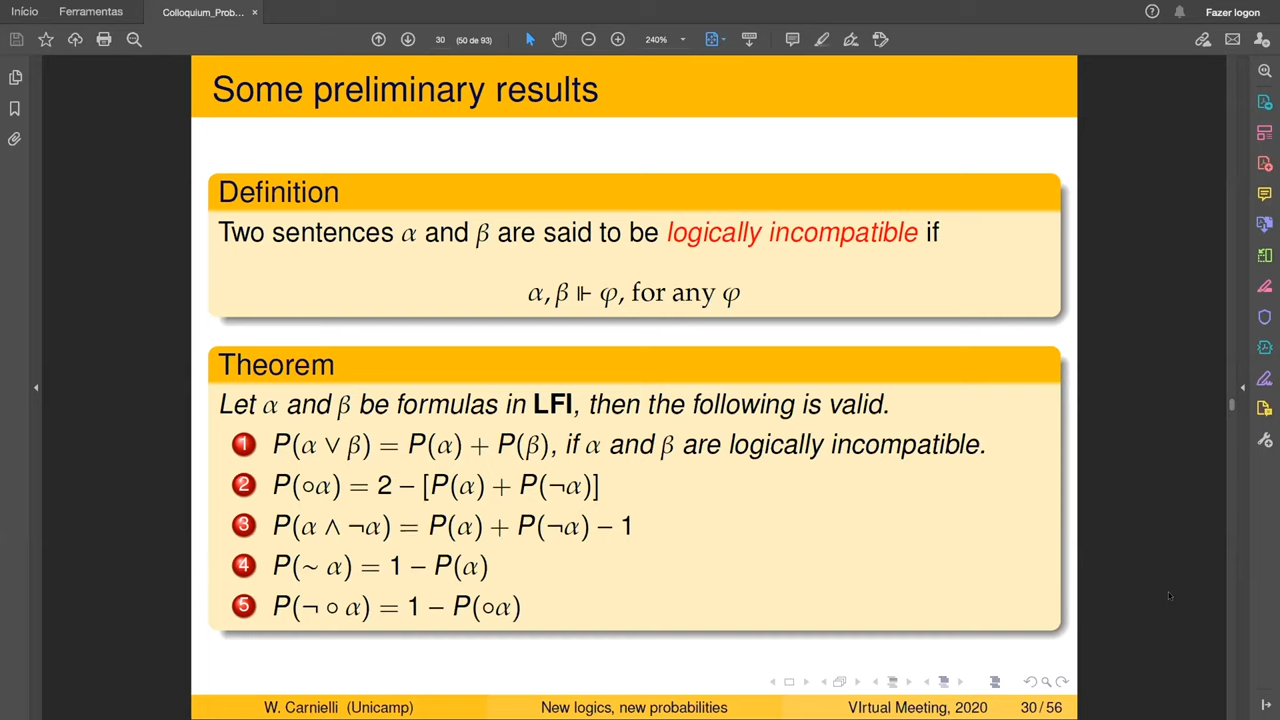 Início Ferramentas Colloquium_Prob... × Fazer logon
30 (50 de 93) 240%
Some preliminary results
Definition
Two sentences α and β are said to be logically incompatible if
α, β ⊩ φ, for any φ
Theorem
Let α and β be formulas in LFI, then the following is valid.
1 P(α ∨ β) = P(α) + P(β), if α and β are logically incompatible.
2 P(∘α) = 2 − [P(α) + P(¬α)]
3 P(α ∧ ¬α) = P(α) + P(¬α) − 1
4 P(∼ α) = 1 − P(α)
5 P(¬ ∘ α) = 1 − P(∘α)
W. Carnielli (Unicamp) New logics, new probabilities VIrtual Meeting, 2020 30 / 56